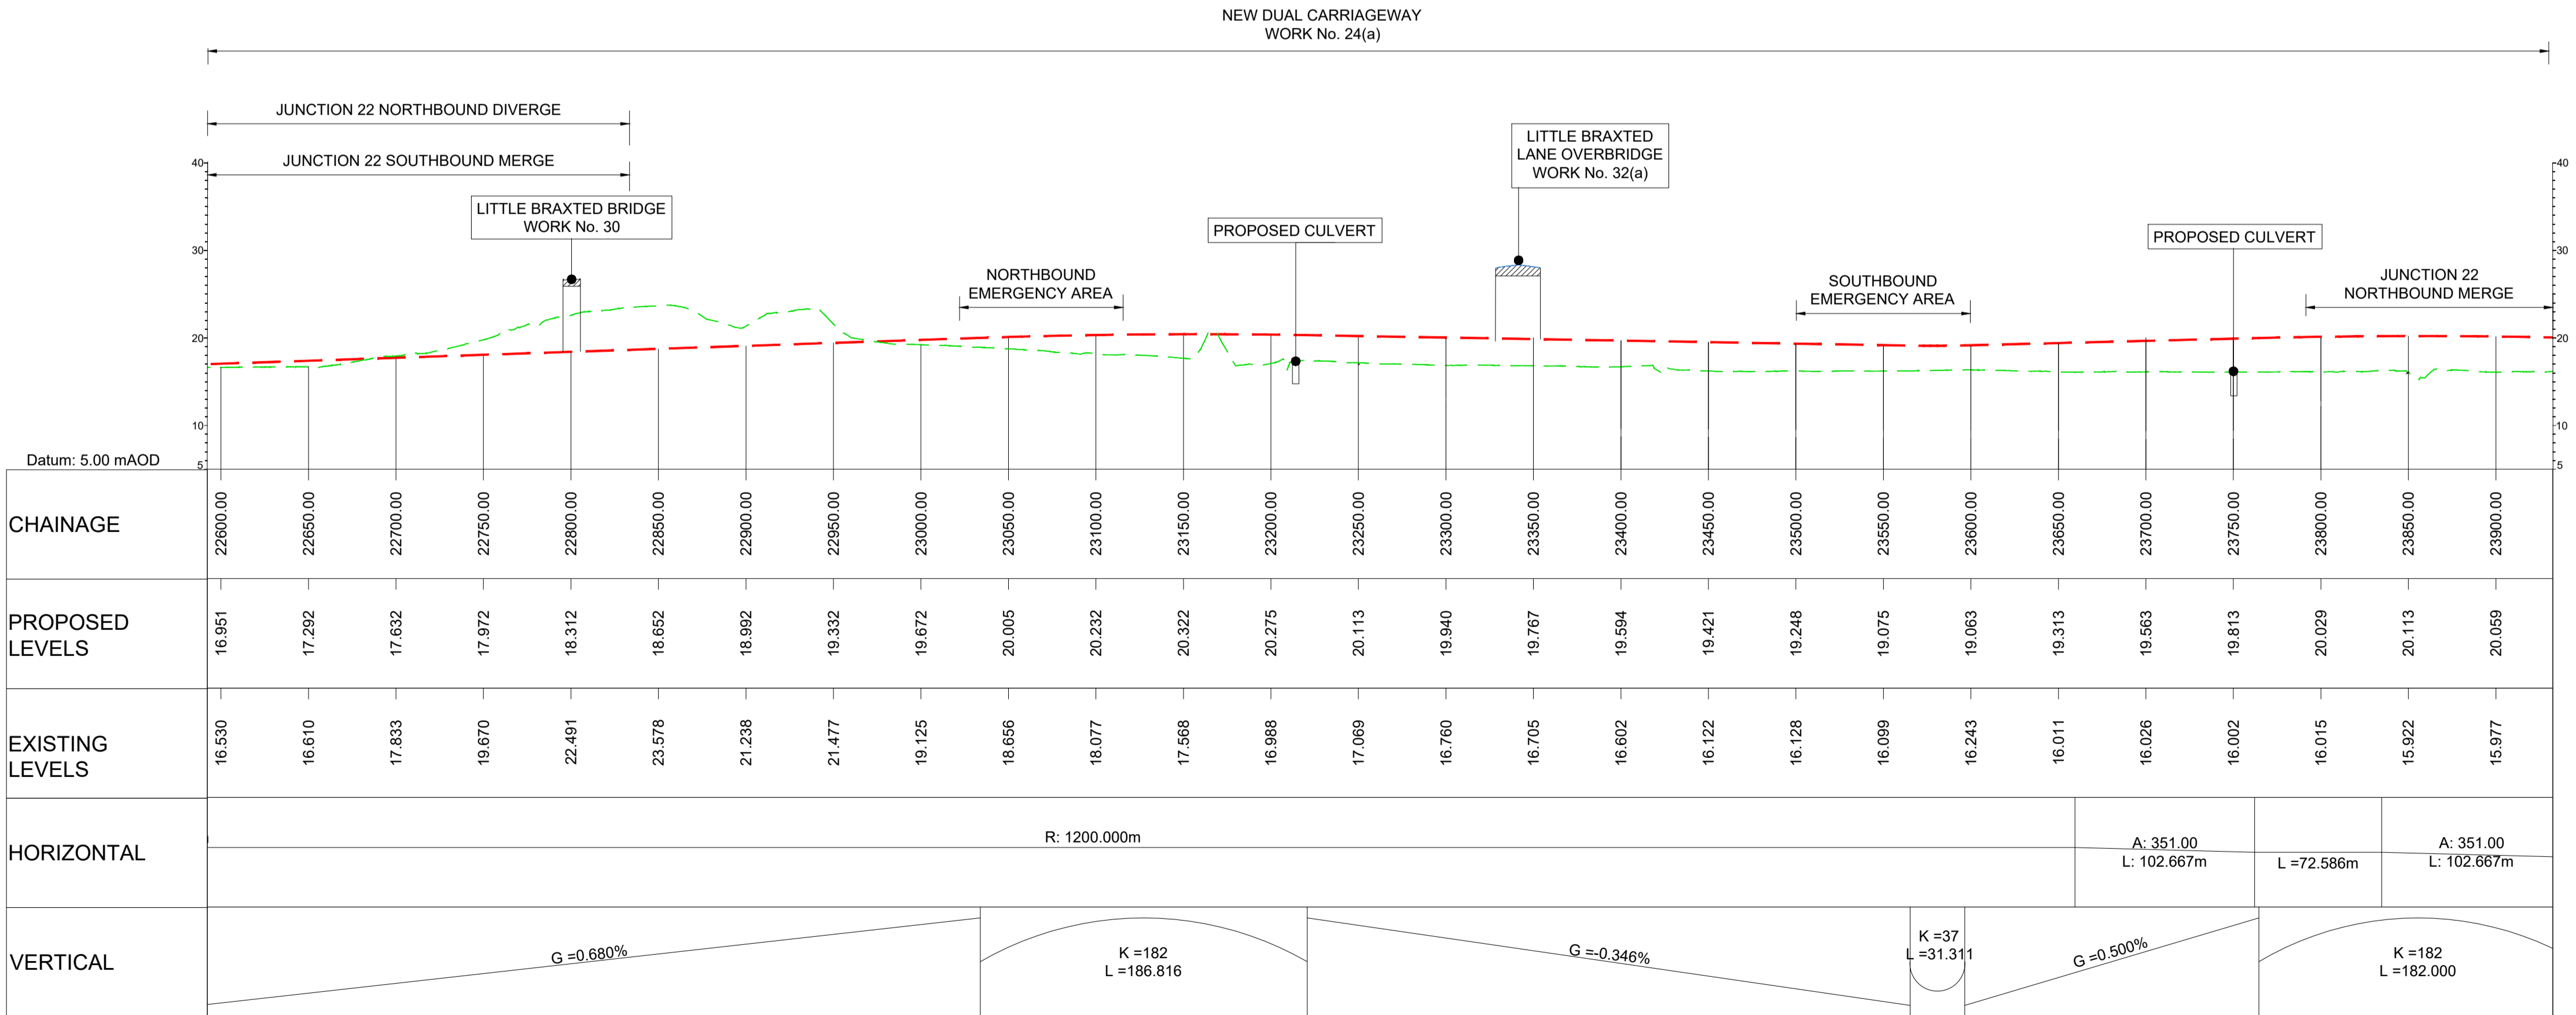 NEW DUAL CARRIAGEWAY
WORK No. 24(a)
JUNCTION 22 NORTHBOUND DIVERGE
JUNCTION 22 SOUTHBOUND MERGE
LITTLE BRAXTED BRIDGE
WORK No. 30
NORTHBOUND
EMERGENCY AREA
PROPOSED CULVERT
LITTLE BRAXTED
LANE OVERBRIDGE
WORK No. 32(a)
SOUTHBOUND
EMERGENCY AREA
PROPOSED CULVERT
JUNCTION 22
NORTHBOUND MERGE
40
30
20
10
5
40
30
20
10
5
Datum: 5.00 mAOD
CHAINAGE
22600.00 22650.00 22700.00 22750.00 22800.00 22850.00 22900.00 22950.00 23000.00 23050.00 23100.00 23150.00 23200.00 23250.00 23300.00 23350.00 23400.00 23450.00 23500.00 23550.00 23600.00 23650.00 23700.00 23750.00 23800.00 23850.00 23900.00
PROPOSED
LEVELS
16.951 17.292 17.632 17.972 18.312 18.652 18.992 19.332 19.672 20.005 20.232 20.322 20.275 20.113 19.940 19.767 19.594 19.421 19.248 19.075 19.063 19.313 19.563 19.813 20.029 20.113 20.059
EXISTING
LEVELS
16.530 16.610 17.833 19.670 22.491 23.578 21.238 21.477 19.125 18.656 18.077 17.568 16.988 17.069 16.760 16.705 16.602 16.122 16.128 16.099 16.243 16.011 16.026 16.002 16.015 15.922 15.977
HORIZONTAL
R: 1200.000m
A: 351.00
L: 102.667m
L =72.586m
A: 351.00
L: 102.667m
VERTICAL
G =0.680%
K =182
L =186.816
G =-0.346%
K =37
L =31.311
G =0.500%
K =182
L =182.000